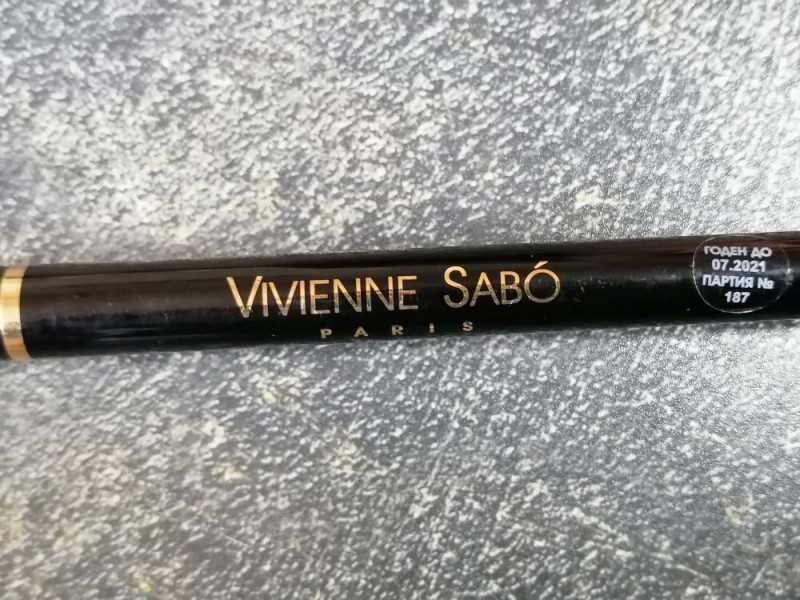 VIVIENNE SABÓ
PARIS
ГОДЕН ДО
07.2021
ПАРТИЯ №
187